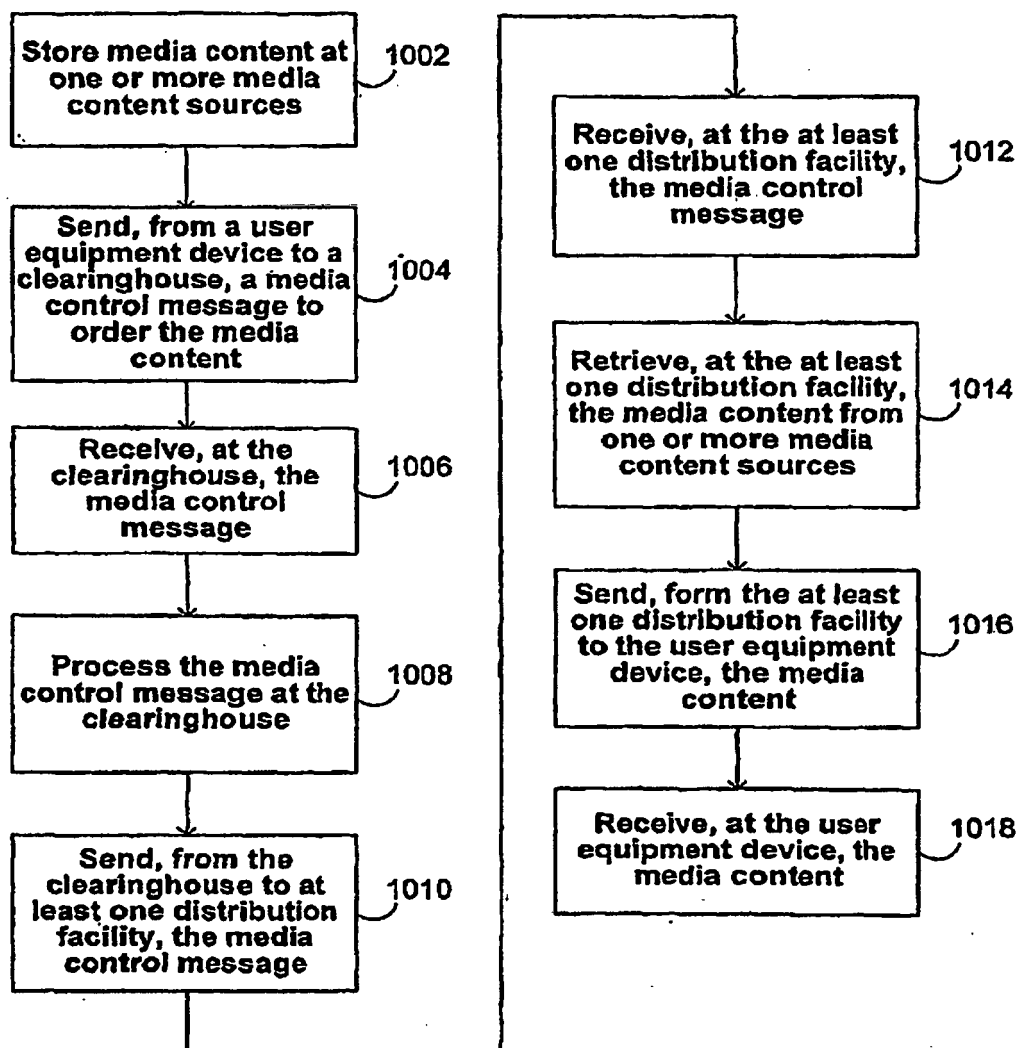 Store media content at
one or more media
content sources
1002
Send, from a user
equipment device to a
clearinghouse, a media
control message to
order the media
content
1004
Receive, at the
clearinghouse, the
media control
message
1006
Process the media
control message at the
clearinghouse
1008
Send, from the
clearinghouse to at
least one distribution
facility, the media
control message
1010
Receive, at the at least
one distribution facility,
the media control
message
1012
Retrieve, at the at least
one distribution facility,
the media content from
one or more media
content sources
1014
Send, form the at least
one distribution facility
to the user equipment
device, the media
content
1016
Receive, at the user
equipment device, the
media content
1018